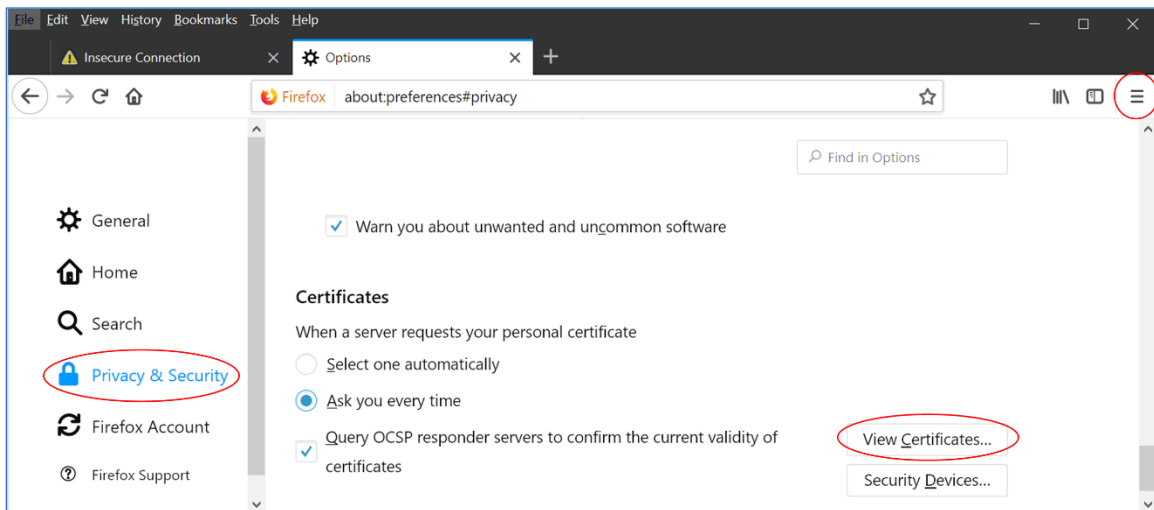 File Edit View History Bookmarks Tools Help
Insecure Connection
Options
Firefox about:preferences#privacy
Find in Options
General
Warn you about unwanted and uncommon software
Home
Certificates
Search
When a server requests your personal certificate
Select one automatically
Privacy & Security
Ask you every time
Firefox Account
Query OCSP responder servers to confirm the current validity of
certificates
View Certificates...
Firefox Support
Security Devices...